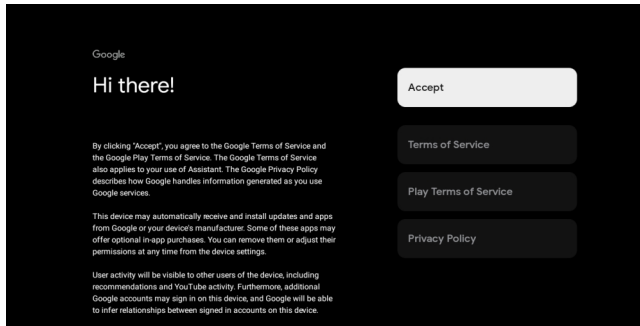 Google
Hi there!
By clicking "Accept", you agree to the Google Terms of Service and
the Google Play Terms of Service. The Google Terms of Service
also applies to your use of Assistant. The Google Privacy Policy
describes how Google handles information generated as you use
Google services.
This device may automatically receive and install updates and apps
from Google or your device's manufacturer. Some of these apps may
offer optional in-app purchases. You can remove them or adjust their
permissions at any time from the device settings.
User activity will be visible to other users of the device, including
recommendations and YouTube activity. Furthermore, additional
Google accounts may sign in on this device, and Google will be able
to infer relationships between signed in accounts on this device.
Accept
Terms of Service
Play Terms of Service
Privacy Policy